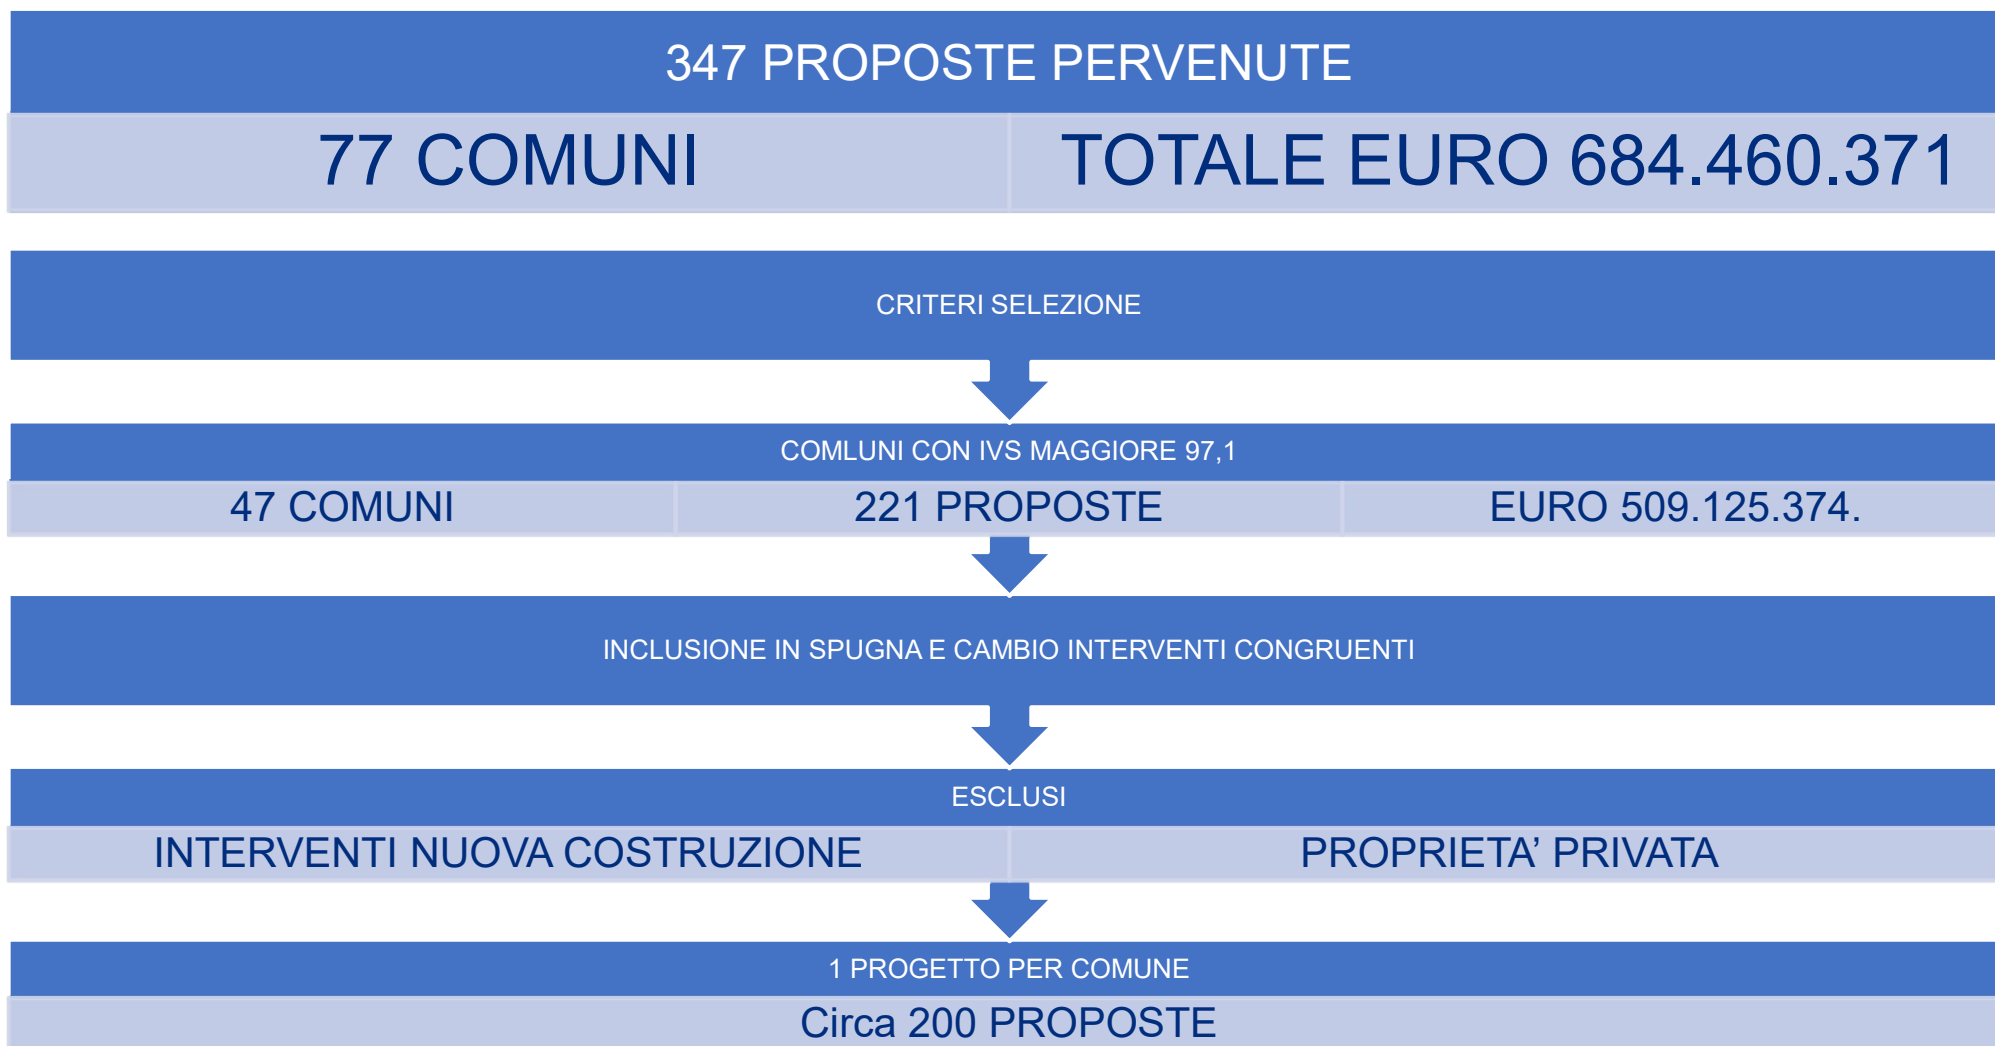 347 PROPOSTE PERVENUTE
77 COMUNI
TOTALE EURO 684.460.371
CRITERI SELEZIONE
COMLUNI CON IVS MAGGIORE 97,1
47 COMUNI
221 PROPOSTE
EURO 509.125.374.
INCLUSIONE IN SPUGNA E CAMBIO INTERVENTI CONGRUENTI
ESCLUSI
INTERVENTI NUOVA COSTRUZIONE
PROPRIETA’ PRIVATA
1 PROGETTO PER COMUNE
Circa 200 PROPOSTE